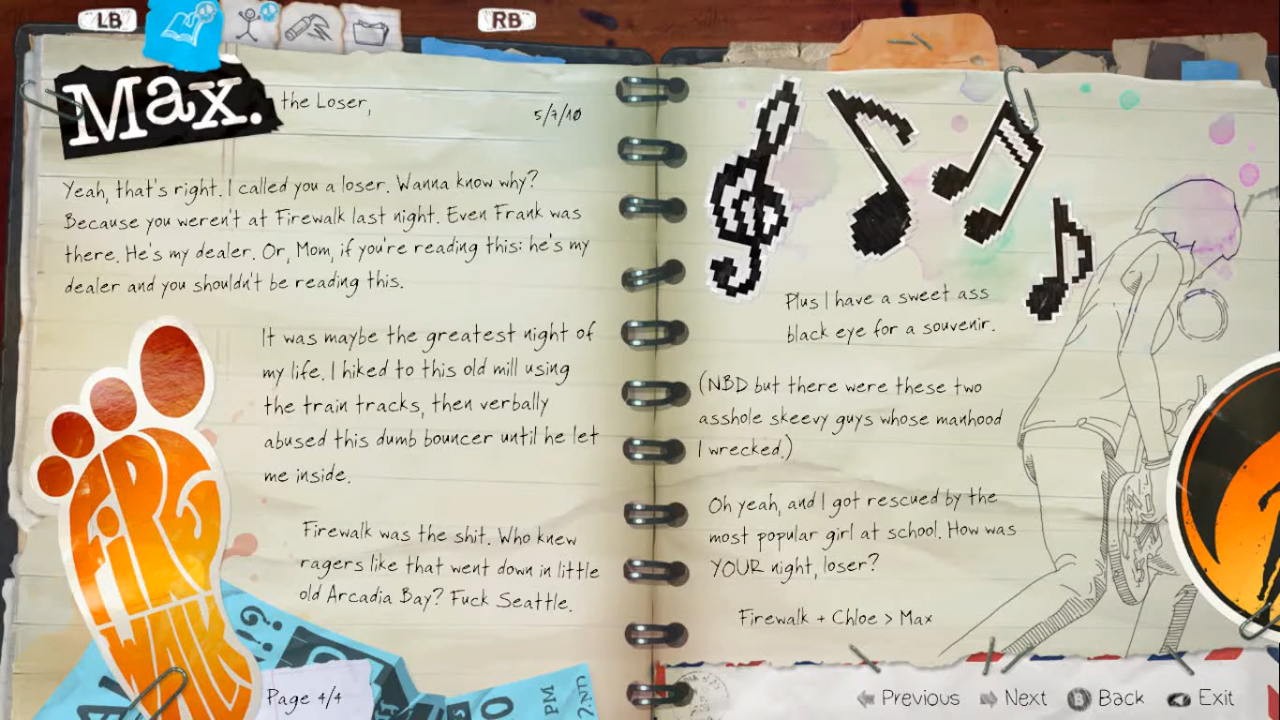 LB
RB
Max.
the Loser,
5/7/10
Yeah, that's right. I called you a loser. Wanna know why?
Because you weren't at Firewalk last night. Even Frank was
there. He's my dealer. Or, Mom, if you're reading this: he's my
dealer and you shouldn't be reading this.
It was maybe the greatest night of
my life. I hiked to this old mill using
the train tracks, then verbally
abused this dumb bouncer until he let
me inside.
Firewalk was the shit. Who knew
ragers like that went down in little
old Arcadia Bay? Fuck Seattle.
FIRE
WALK
PM
2:ND
Page 4/4
Plus I have a sweet ass
black eye for a souvenir.
(NBD but there were these two
asshole skeevy guys whose manhood
I wrecked.)
Oh yeah, and I got rescued by the
most popular girl at school. How was
YOUR night, loser?
Firewalk + Chloe > Max
Previous
Next
B Back
Exit